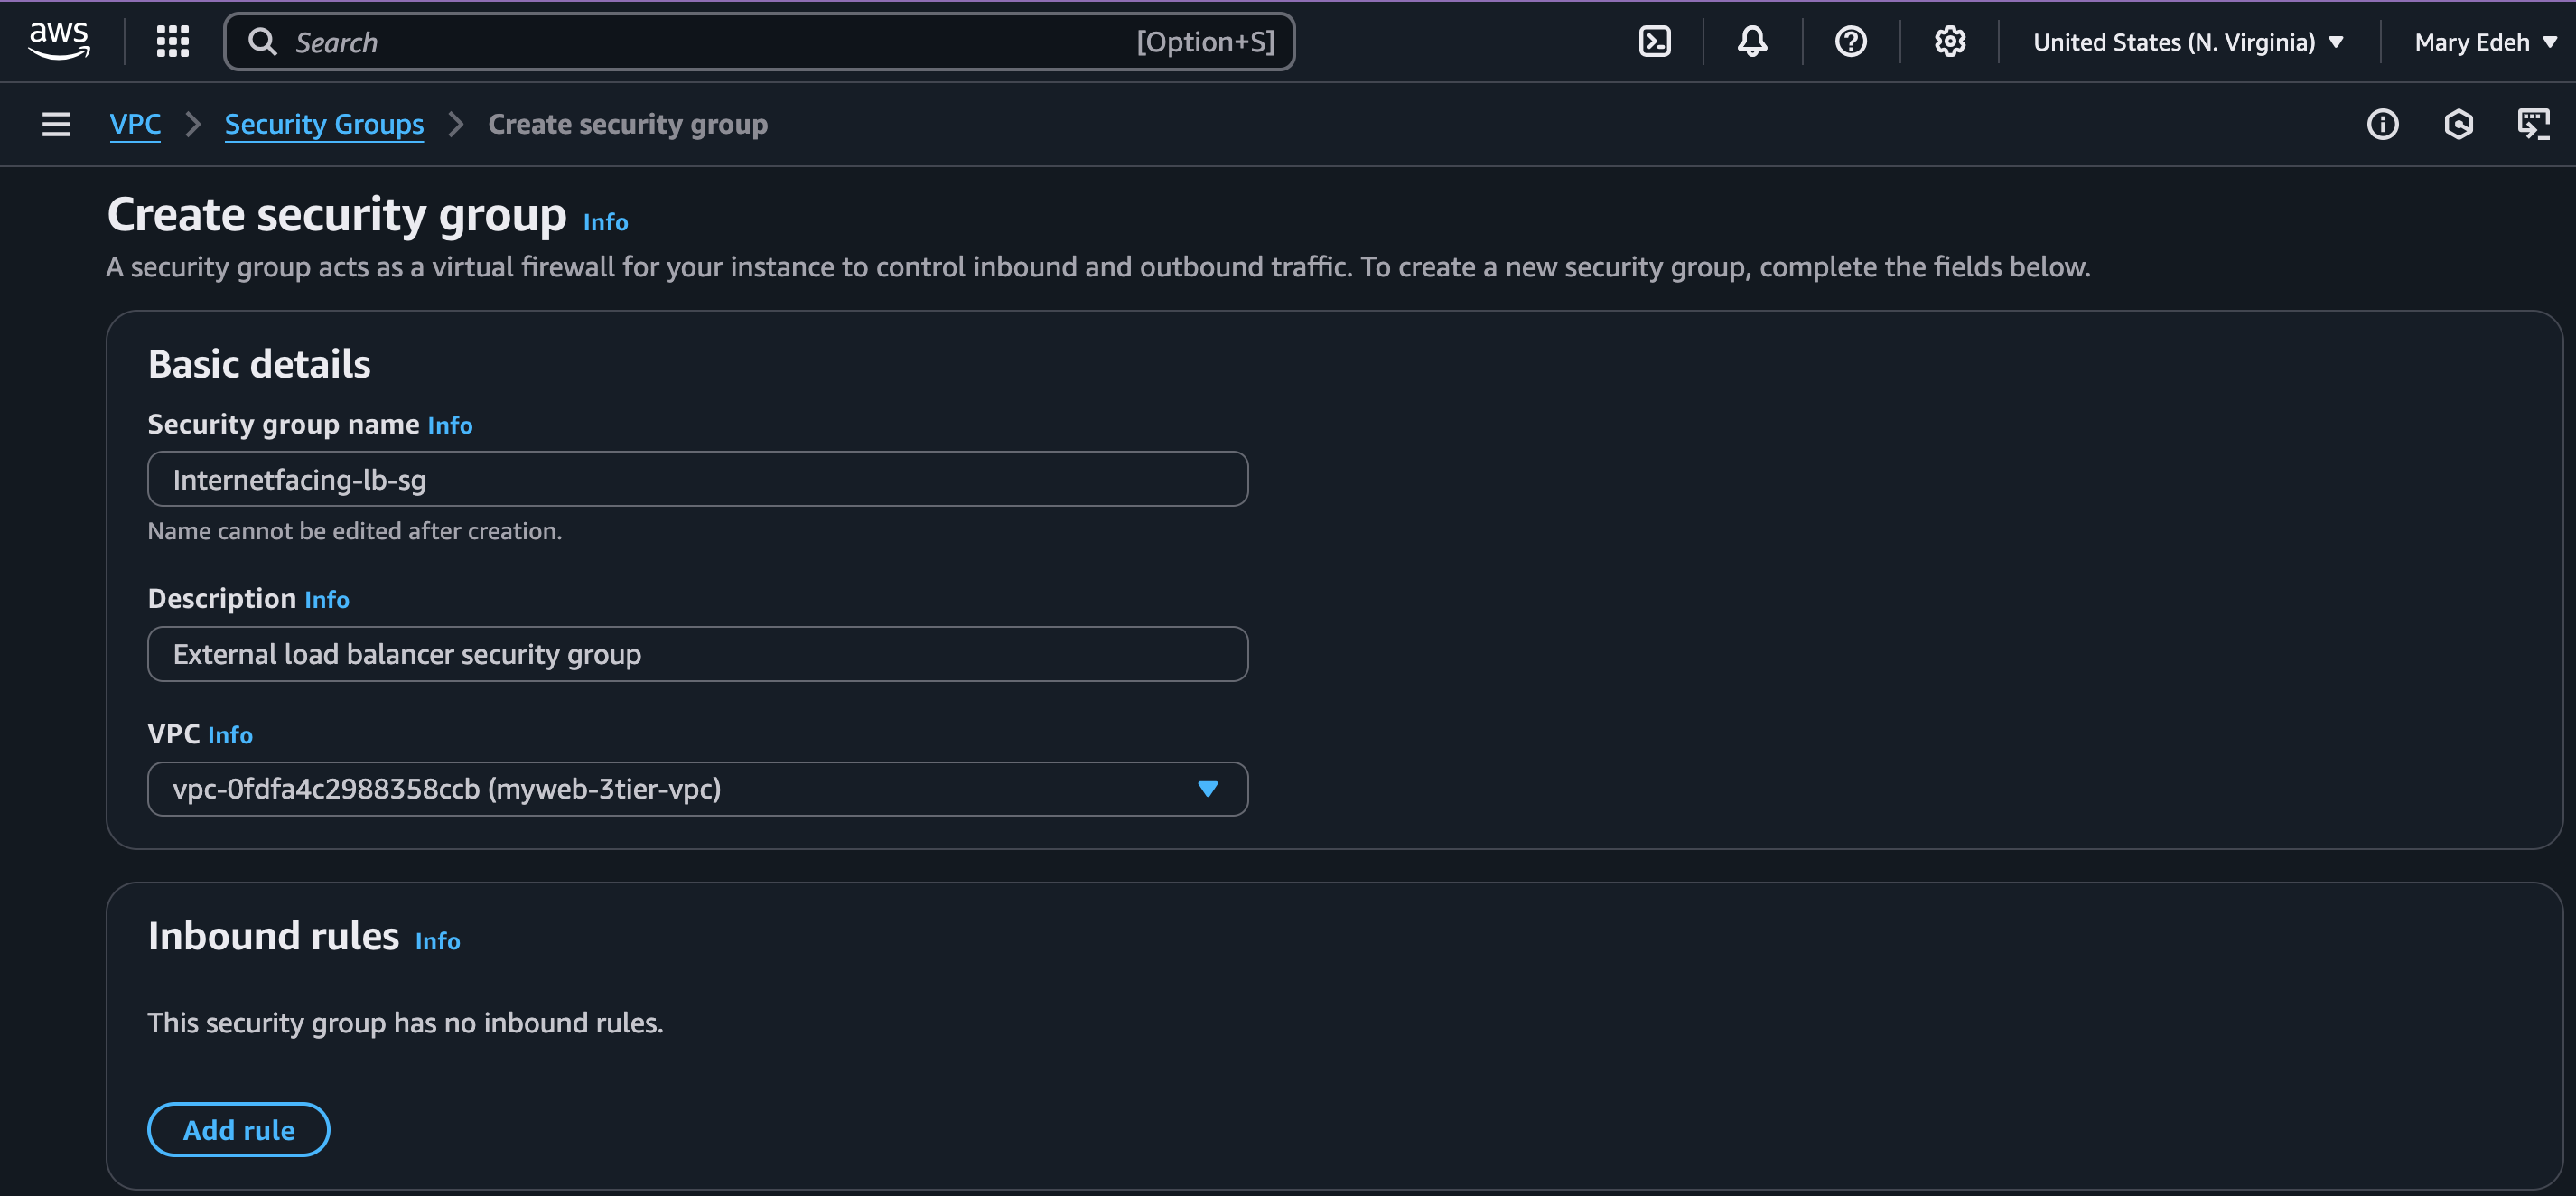 aws
Search [Option+S] United States (N. Virginia) Mary Edeh
VPC Security Groups Create security group
Create security group Info
A security group acts as a virtual firewall for your instance to control inbound and outbound traffic. To create a new security group, complete the fields below.
Basic details
Security group name Info
Internetfacing-lb-sg
Name cannot be edited after creation.
Description Info
External load balancer security group
VPC Info
vpc-0fdfa4c2988358ccb (myweb-3tier-vpc)
Inbound rules Info
This security group has no inbound rules.
Add rule